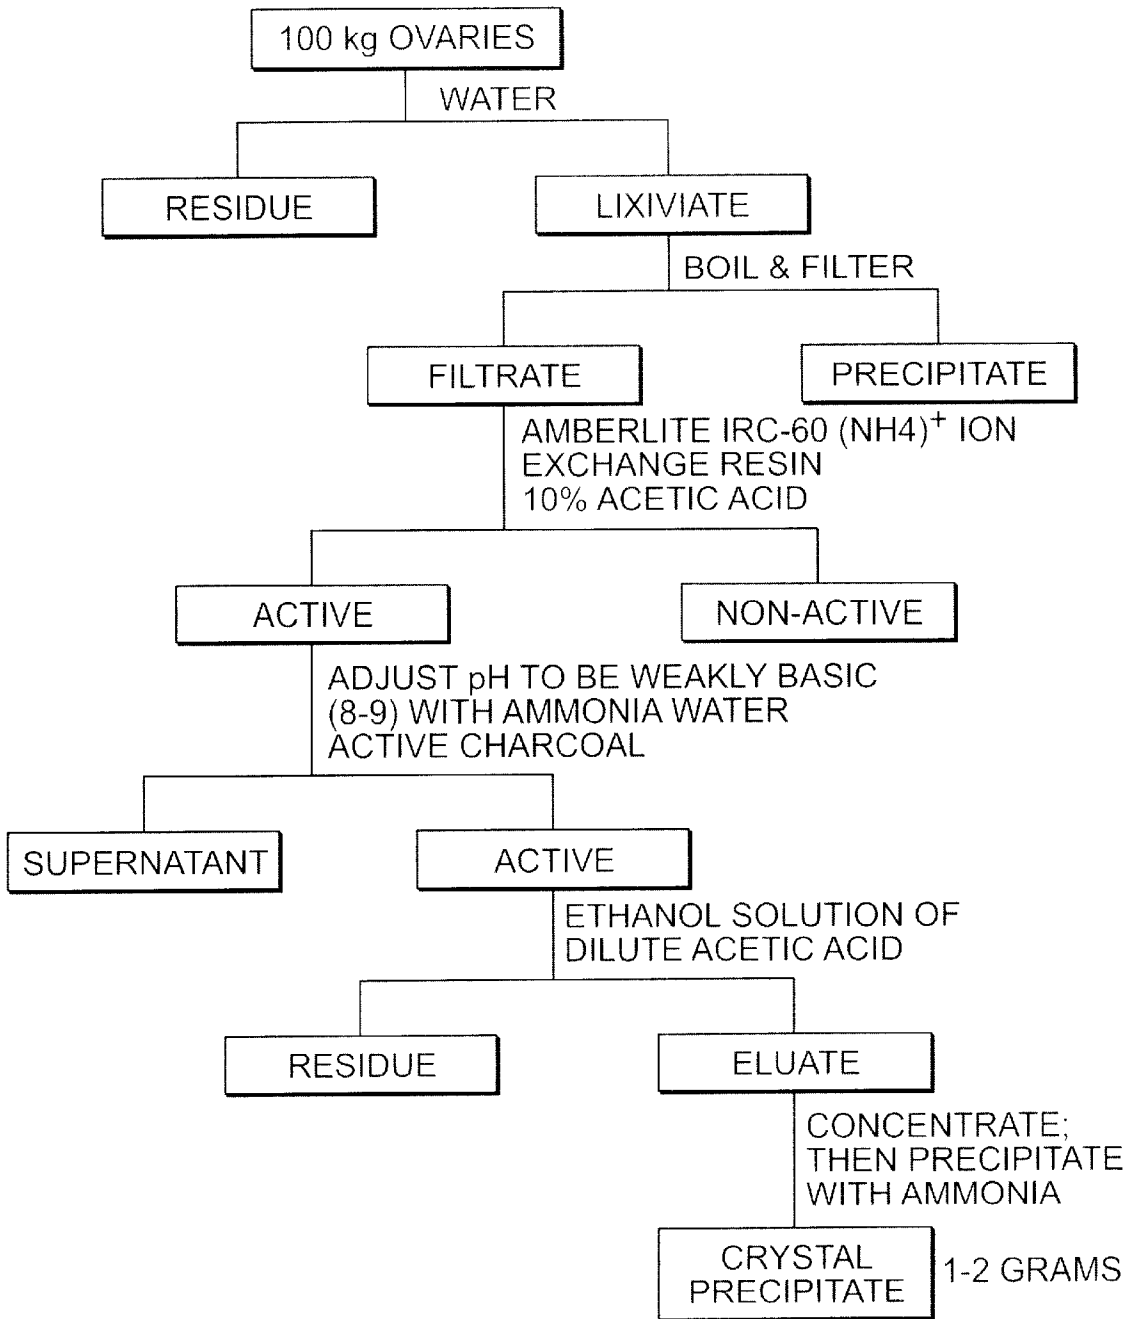 100 kg OVARIES
WATER
RESIDUE
LIXIVIATE
BOIL & FILTER
FILTRATE
PRECIPITATE
AMBERLITE IRC-60 (NH4)+ ION
EXCHANGE RESIN
10% ACETIC ACID
ACTIVE
NON-ACTIVE
ADJUST pH TO BE WEAKLY BASIC
(8-9) WITH AMMONIA WATER
ACTIVE CHARCOAL
SUPERNATANT
ACTIVE
ETHANOL SOLUTION OF
DILUTE ACETIC ACID
RESIDUE
ELUATE
CONCENTRATE;
THEN PRECIPITATE
WITH AMMONIA
CRYSTAL
PRECIPITATE
1-2 GRAMS